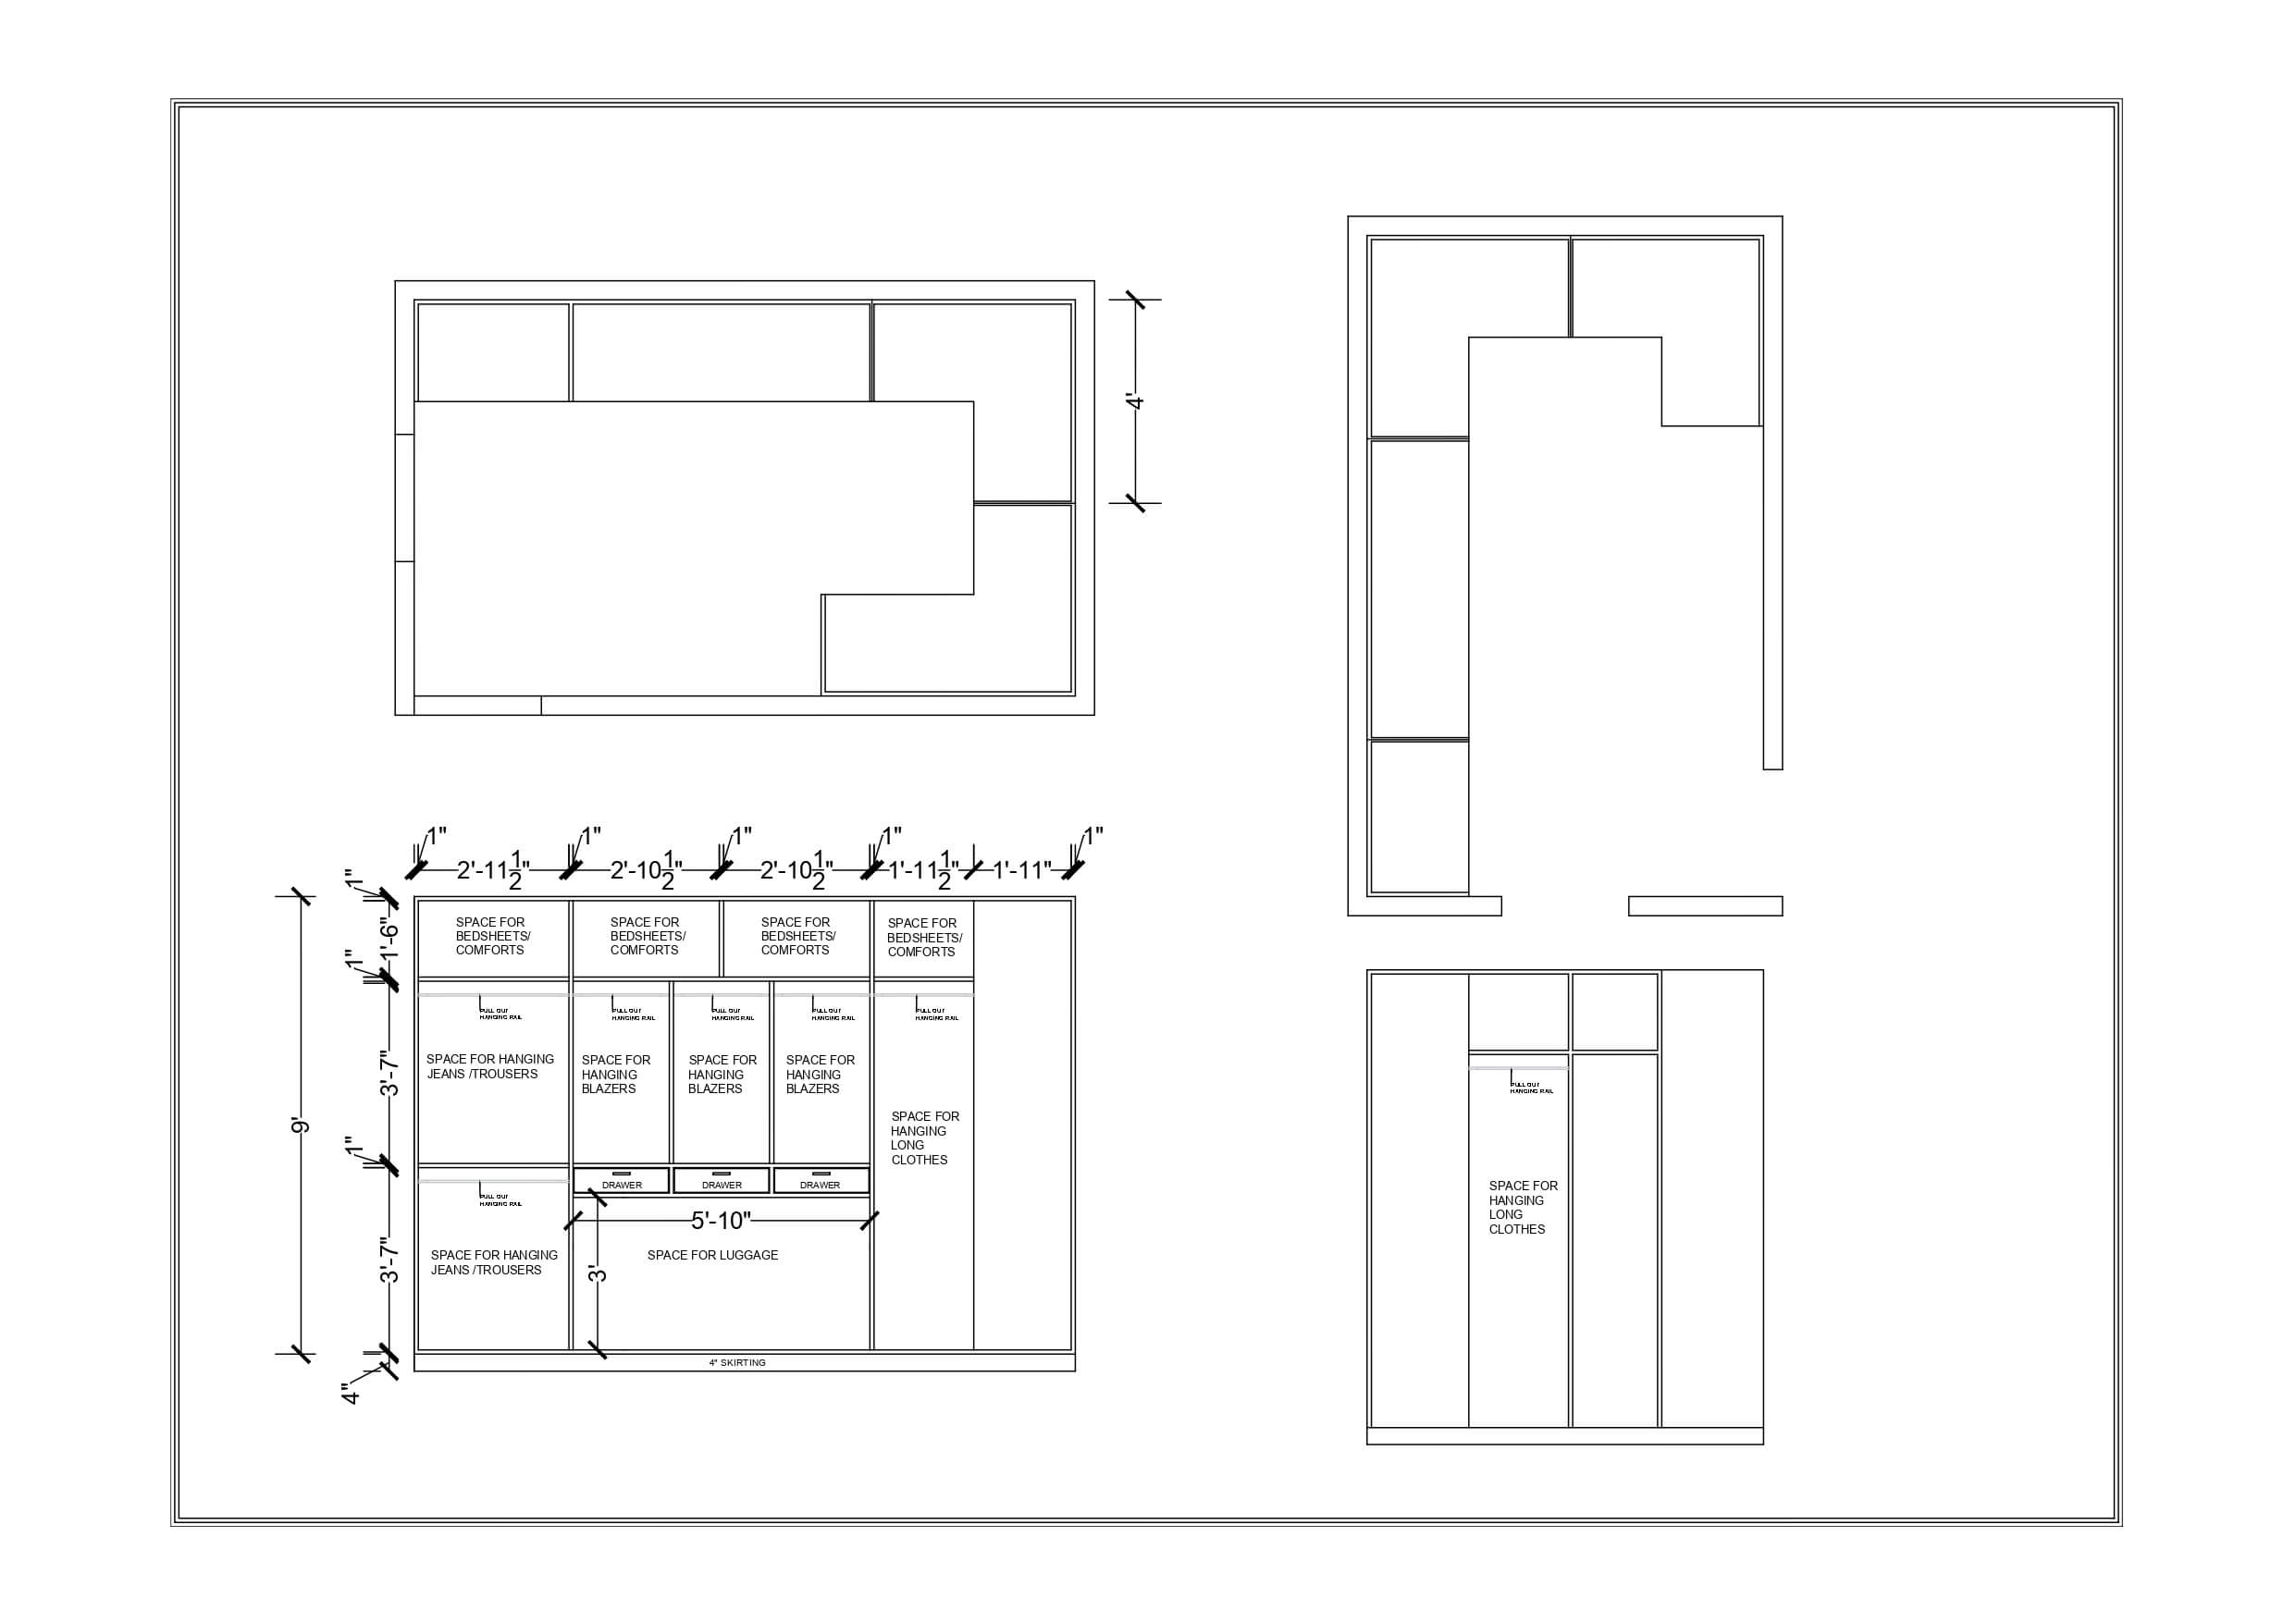 4'
1" 1" 1" 1" 1"
2'-11 1/2" 2'-10 1/2" 2'-10 1/2" 1'-11 1/2" 1'-11"
1"
1'-6"
1"
3'-7"
9'
1"
3'-7"
4"
SPACE FOR
BEDSHEETS/
COMFORTS
SPACE FOR
BEDSHEETS/
COMFORTS
SPACE FOR
BEDSHEETS/
COMFORTS
SPACE FOR
BEDSHEETS/
COMFORTS
PULL OUT
HANGING RAIL
PULL OUT
HANGING RAIL
PULL OUT
HANGING RAIL
PULL OUT
HANGING RAIL
PULL OUT
HANGING RAIL
SPACE FOR HANGING
JEANS /TROUSERS
SPACE FOR
HANGING
BLAZERS
SPACE FOR
HANGING
BLAZERS
SPACE FOR
HANGING
BLAZERS
SPACE FOR
HANGING
LONG
CLOTHES
DRAWER DRAWER DRAWER
PULL OUT
HANGING RAIL
5'-10"
SPACE FOR HANGING
JEANS /TROUSERS
3'
SPACE FOR LUGGAGE
4" SKIRTING
PULL OUT
HANGING RAIL
SPACE FOR
HANGING
LONG
CLOTHES